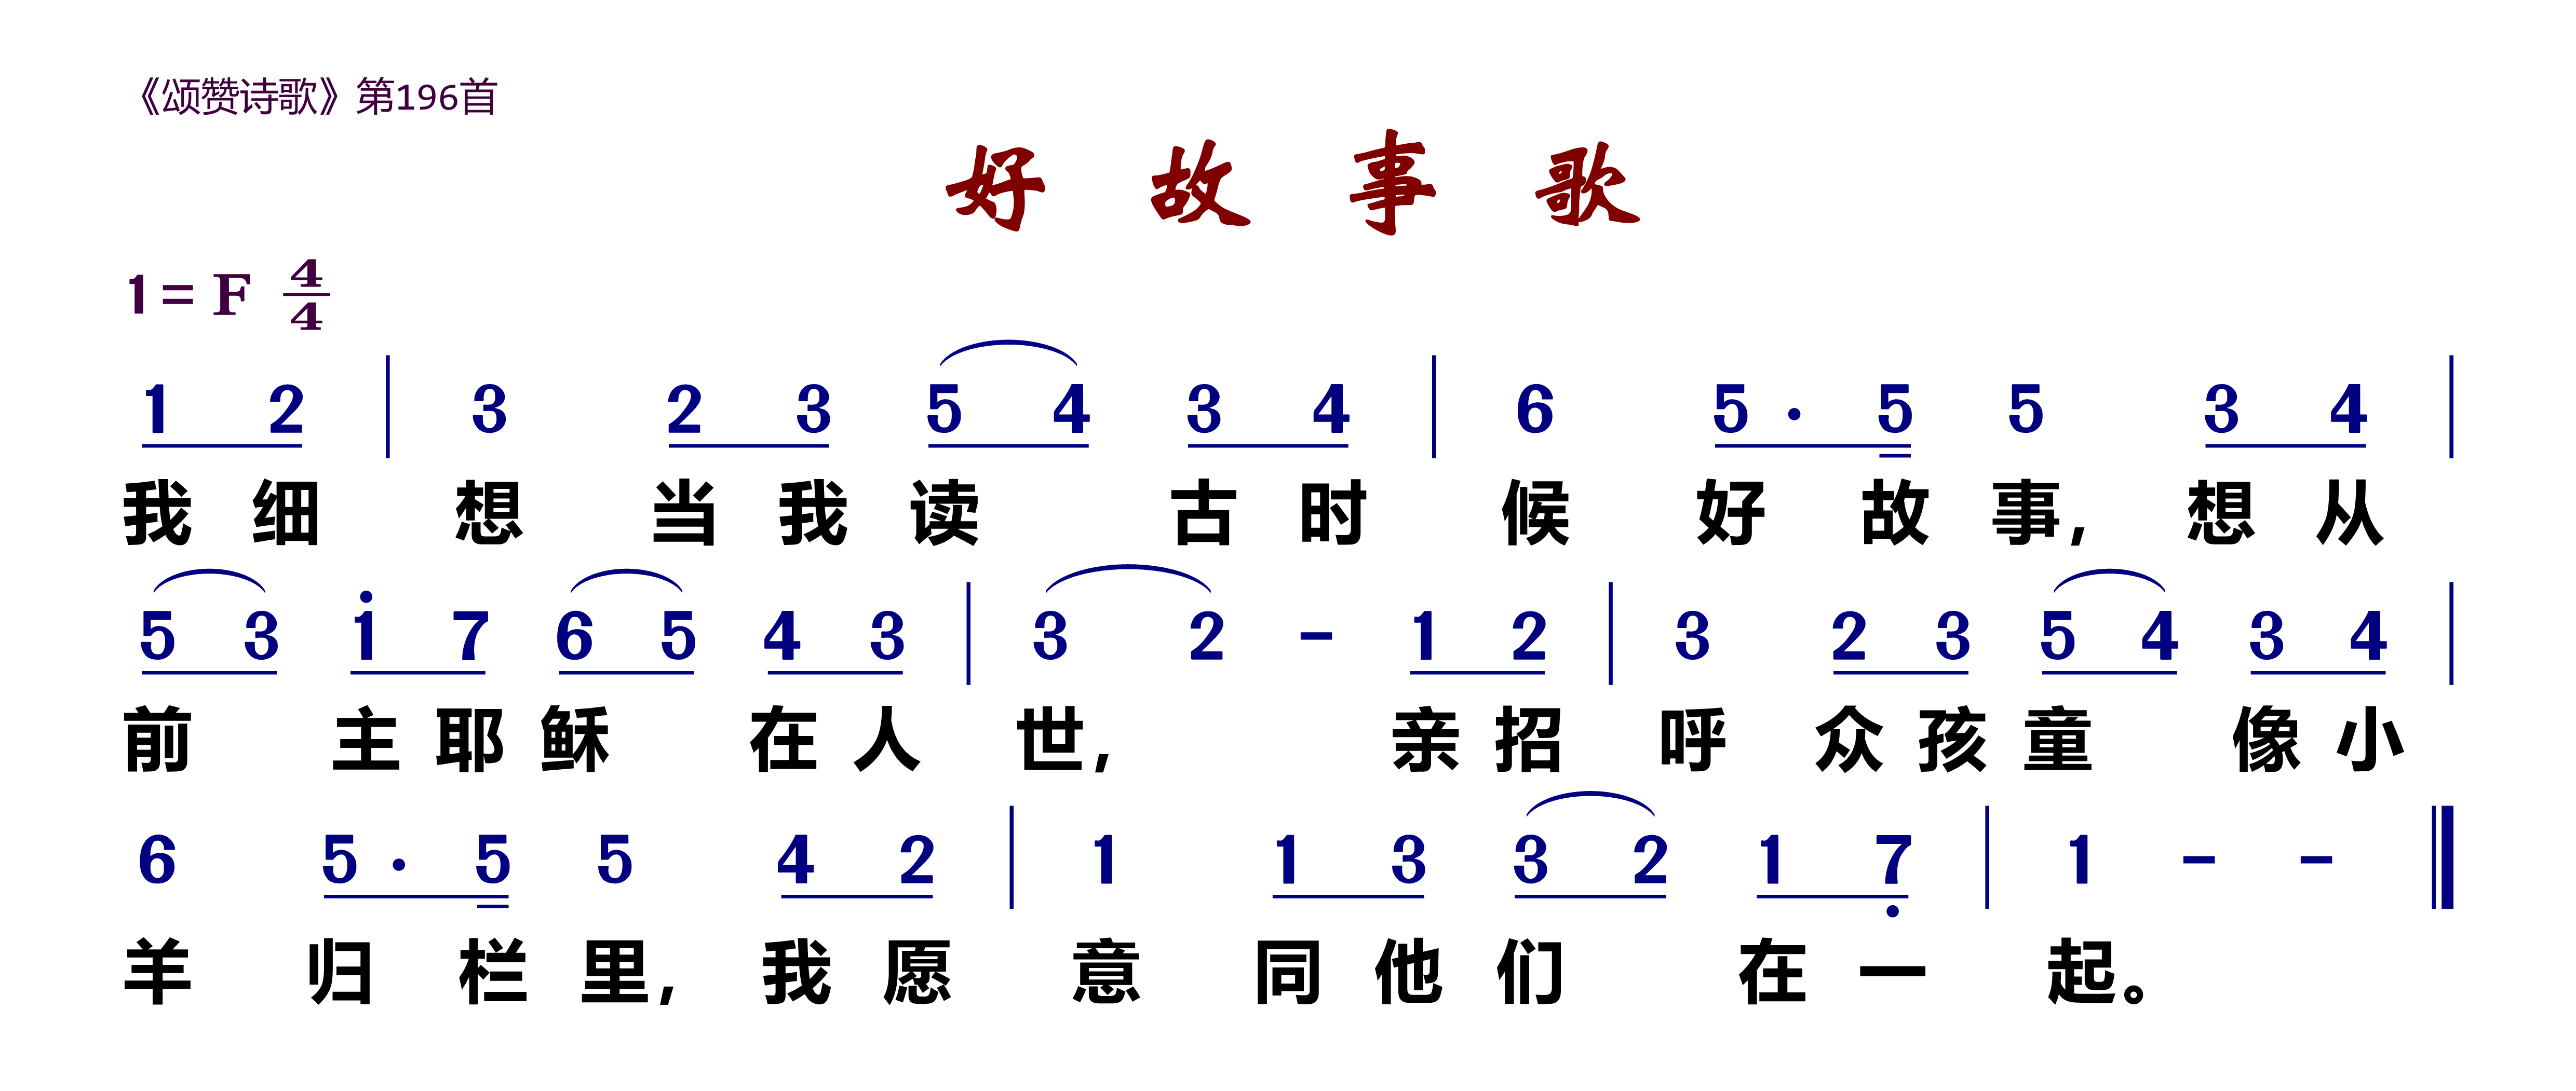 《颂赞诗歌》第196首
好故事歌
1= F 4/4
1 2 | 3 2 3 5 4 3 4 | 6 5 · 5 5 3 4 |
我细想当我读古时候好故事，想从
5 3 1̇ 7 6 5 4 3 | 3 2 - 1 2 | 3 2 3 5 4 3 4 |
前主耶稣在人世，亲招呼众孩童像小
6 5 · 5 5 4 2 | 1 1 3 3 2 1 7̣ | 1 - - ‖
羊归栏里，我愿意同他们在一起。